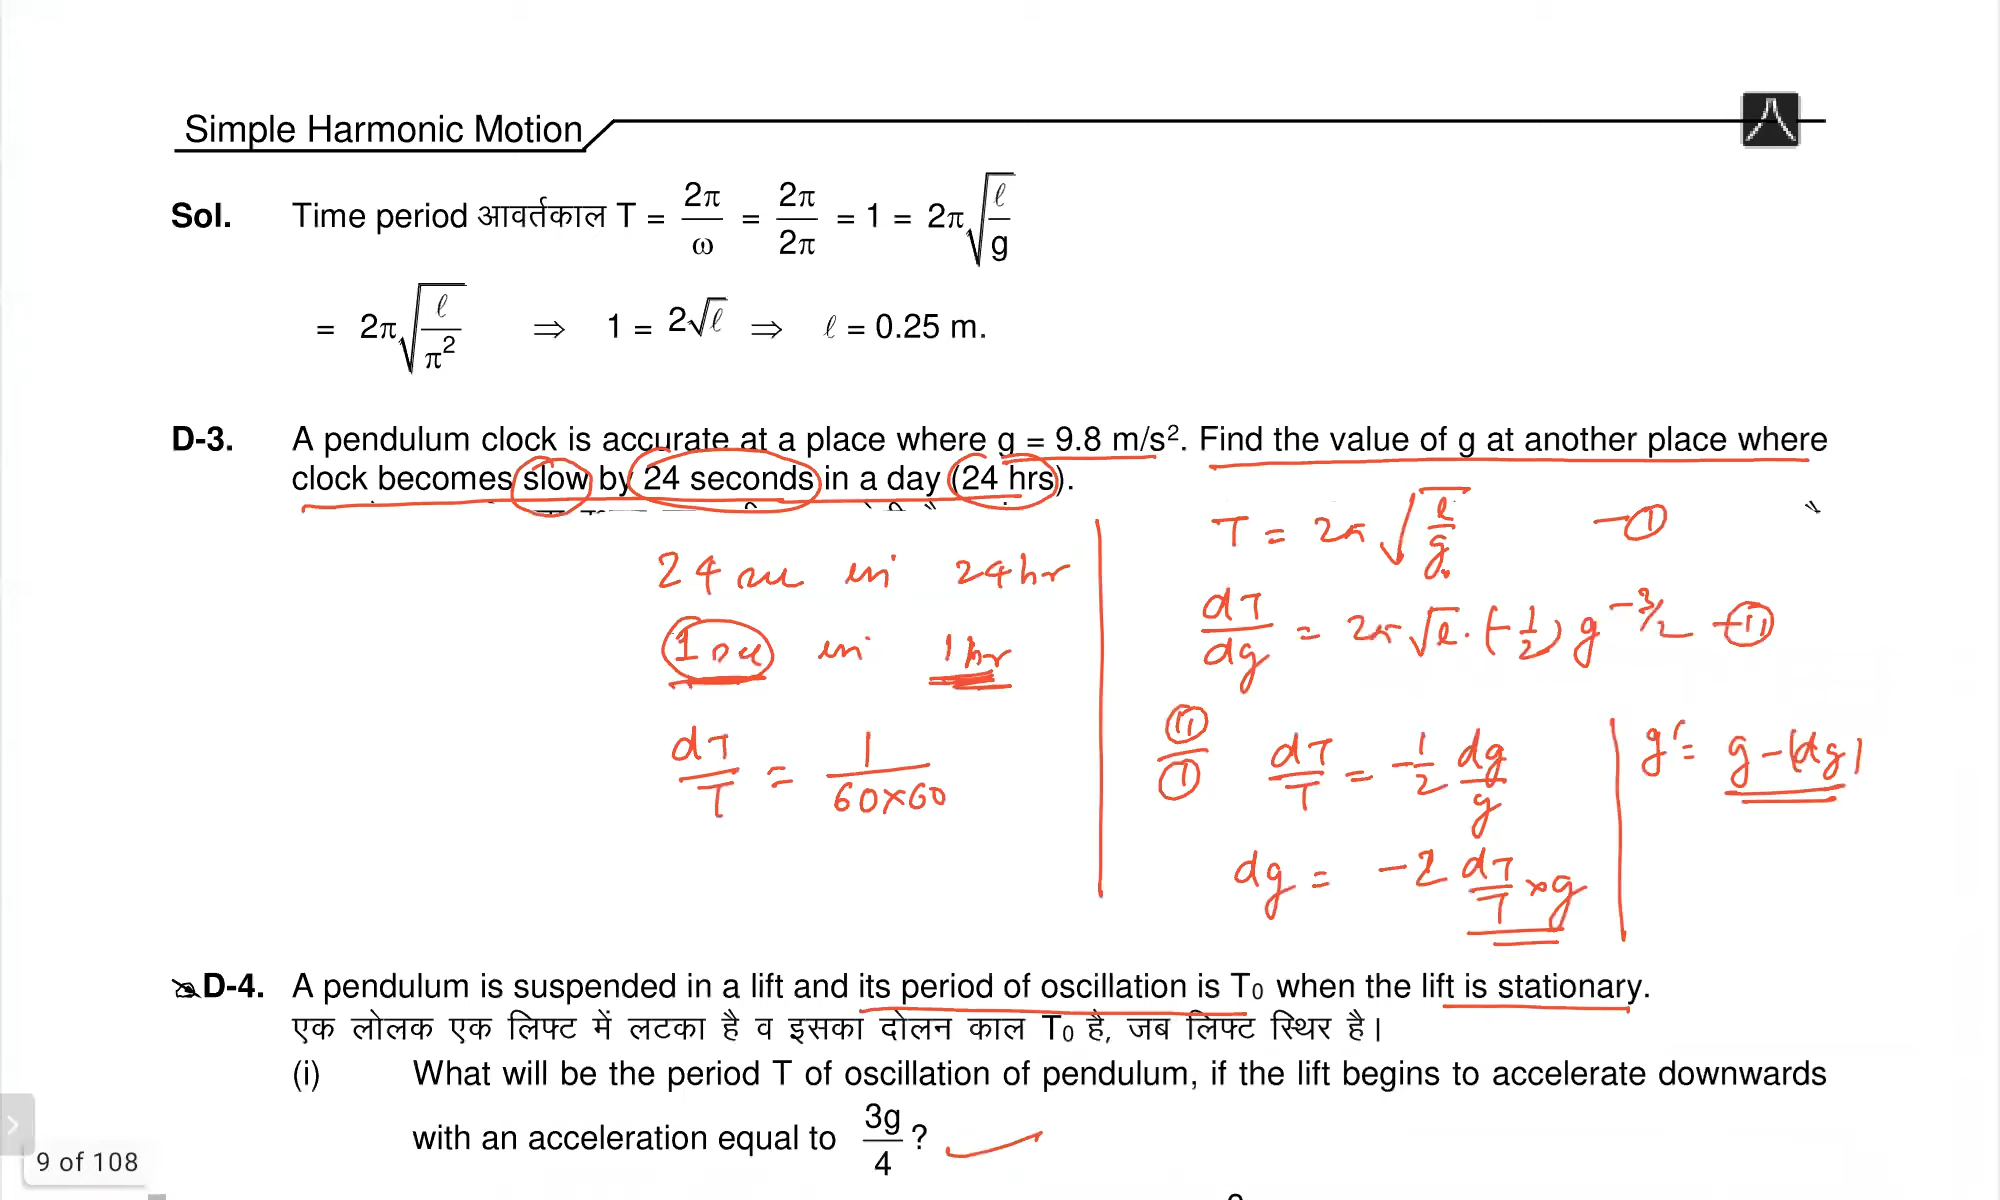 Simple Harmonic Motion
Sol. Time period आवर्तकाल T = 2π/ω = 2π/2π = 1 = 2π√(ℓ/g)
= 2π√(ℓ/π²) ⇒ 1 = 2√ℓ ⇒ ℓ = 0.25 m.
D-3. A pendulum clock is accurate at a place where g = 9.8 m/s². Find the value of g at another place where
clock becomes slow by 24 seconds in a day (24 hrs).
24 sec in 24hr
1 sec in 1hr
dT/T = 1/(60×60)
T = 2π√(ℓ/g) –①
dT/dg = 2π√ℓ·(-1/2) g^(-3/2) –⑪
⑪/① dT/T = -1/2 dg/g
dg = -2 dT/T × g
g' = g-(dg)
D-4. A pendulum is suspended in a lift and its period of oscillation is T₀ when the lift is stationary.
एक लोलक एक लिफ्ट में लटका है व इसका दोलन काल T₀ है, जब लिफ्ट स्थिर है।
(i) What will be the period T of oscillation of pendulum, if the lift begins to accelerate downwards
with an acceleration equal to 3g/4 ?
9 of 108